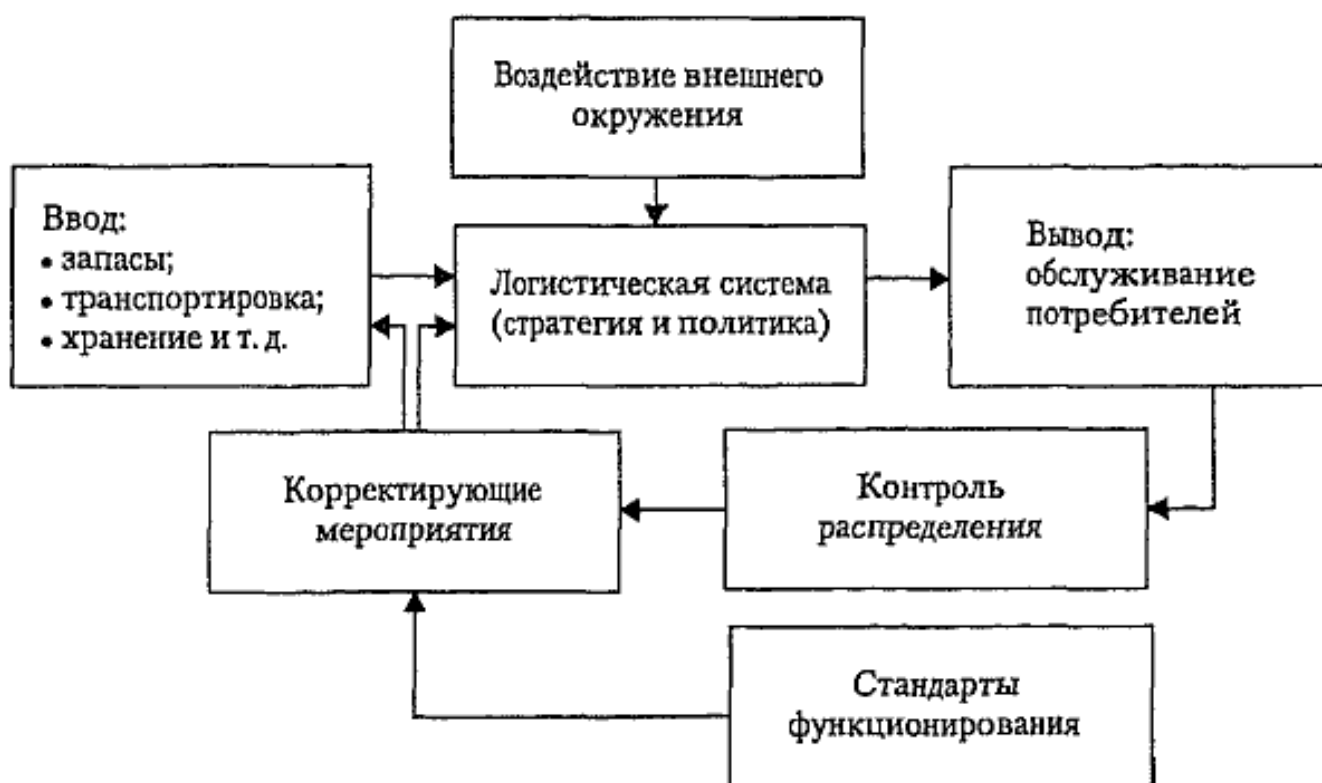 Воздействие внешнего
окружения
Ввод:
• запасы;
• транспортировка;
• хранение и т. д.
Логистическая система
(стратегия и политика)
Вывод:
обслуживание
потребителей
Корректирующие
мероприятия
Контроль
распределения
Стандарты
функционирования